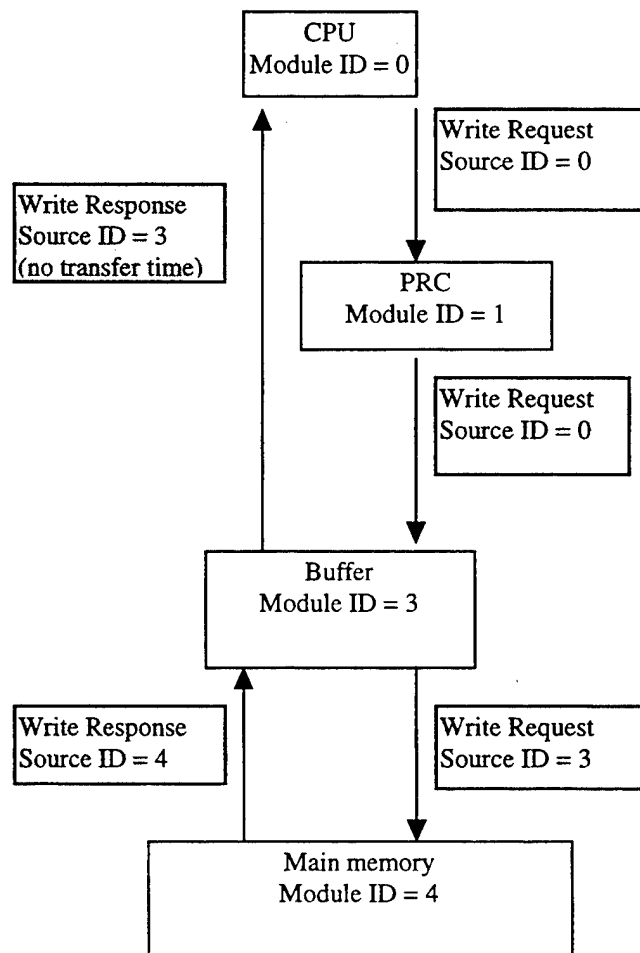 CPU
Module ID = 0
Write Request
Source ID = 0
Write Response
Source ID = 3
(no transfer time)
PRC
Module ID = 1
Write Request
Source ID = 0
Buffer
Module ID = 3
Write Response
Source ID = 4
Write Request
Source ID = 3
Main memory
Module ID = 4